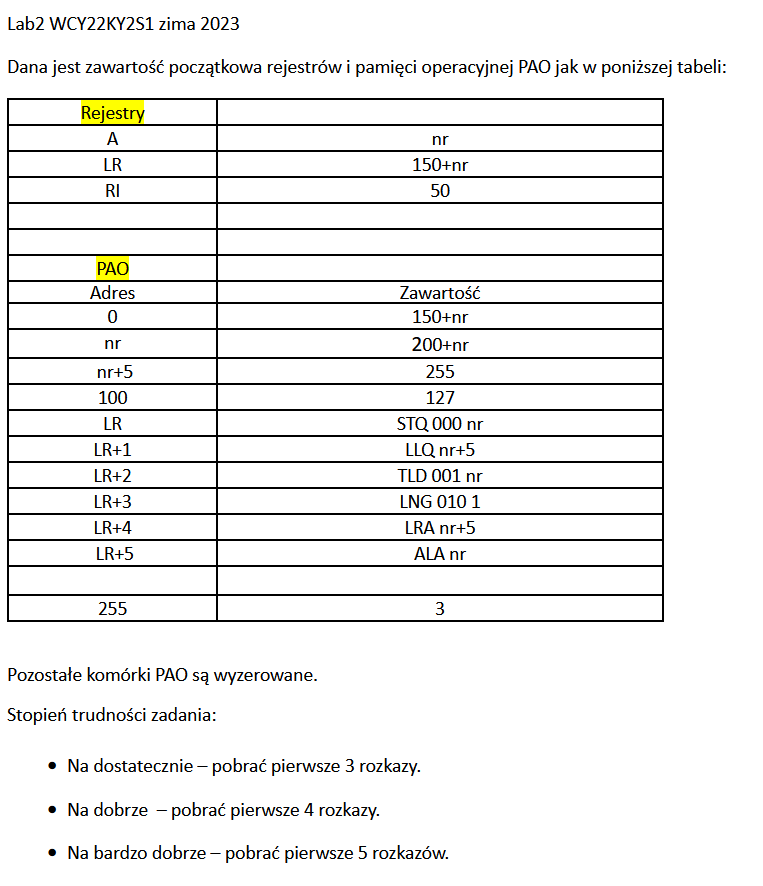 Lab2 WCY22KY2S1 zima 2023
Dana jest zawartość początkowa rejestrów i pamięci operacyjnej PAO jak w poniższej tabeli:
Rejestry
A nr
LR 150+nr
RI 50
PAO
Adres Zawartość
0 150+nr
nr 200+nr
nr+5 255
100 127
LR STQ 000 nr
LR+1 LLQ nr+5
LR+2 TLD 001 nr
LR+3 LNG 010 1
LR+4 LRA nr+5
LR+5 ALA nr
255 3
Pozostałe komórki PAO są wyzerowane.
Stopień trudności zadania:
• Na dostatecznie – pobrać pierwsze 3 rozkazy.
• Na dobrze – pobrać pierwsze 4 rozkazy.
• Na bardzo dobrze – pobrać pierwsze 5 rozkazów.